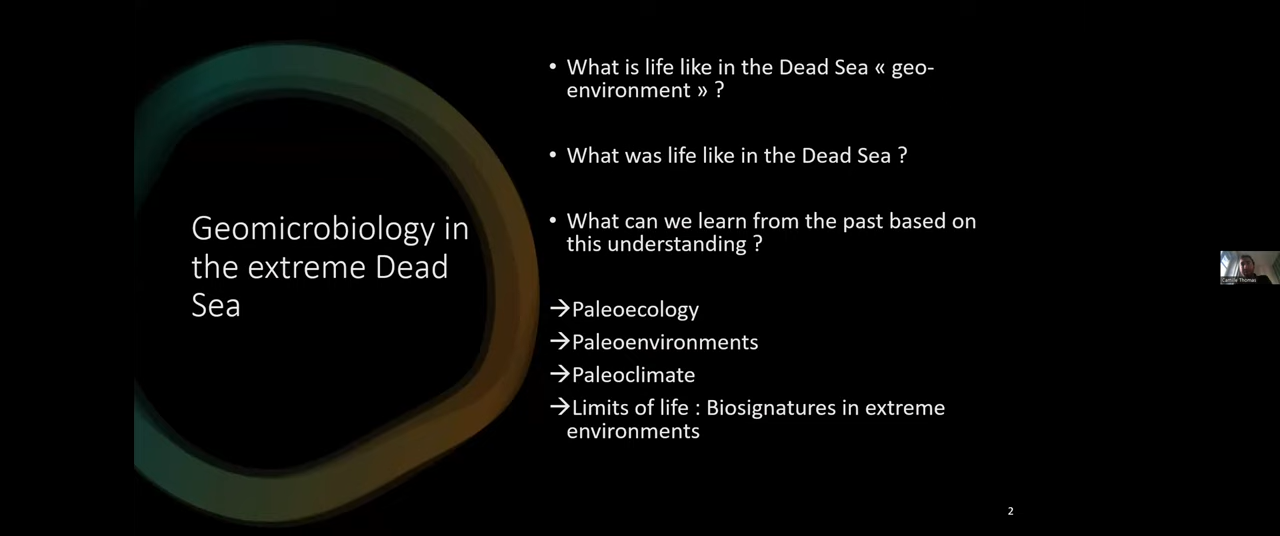 Geomicrobiology in
the extreme Dead
Sea
• What is life like in the Dead Sea « geo-
environment » ?
• What was life like in the Dead Sea ?
• What can we learn from the past based on
this understanding ?
→Paleoecology
→Paleoenvironments
→Paleoclimate
→Limits of life : Biosignatures in extreme
environments
Camille Thomas
2